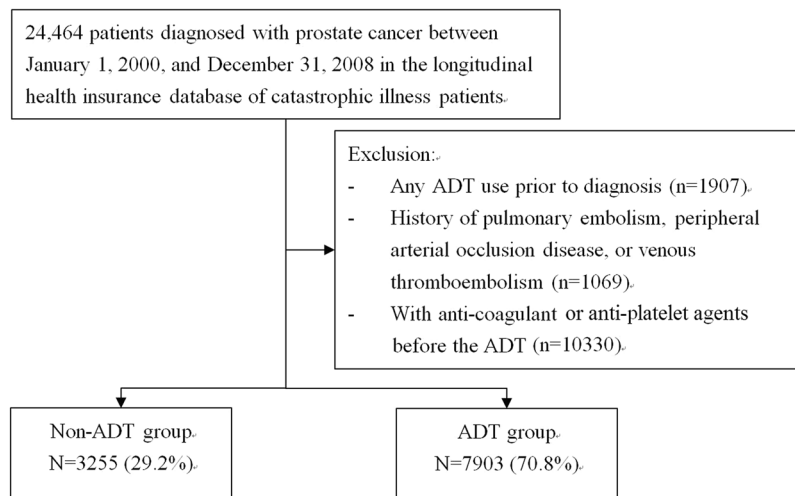 24,464 patients diagnosed with prostate cancer between
January 1, 2000, and December 31, 2008 in the longitudinal
health insurance database of catastrophic illness patients.
Exclusion:
- Any ADT use prior to diagnosis (n=1907)
- History of pulmonary embolism, peripheral
arterial occlusion disease, or venous
thromboembolism (n=1069)
- With anti-coagulant or anti-platelet agents
before the ADT (n=10330)
Non-ADT group
N=3255 (29.2%)
ADT group
N=7903 (70.8%)